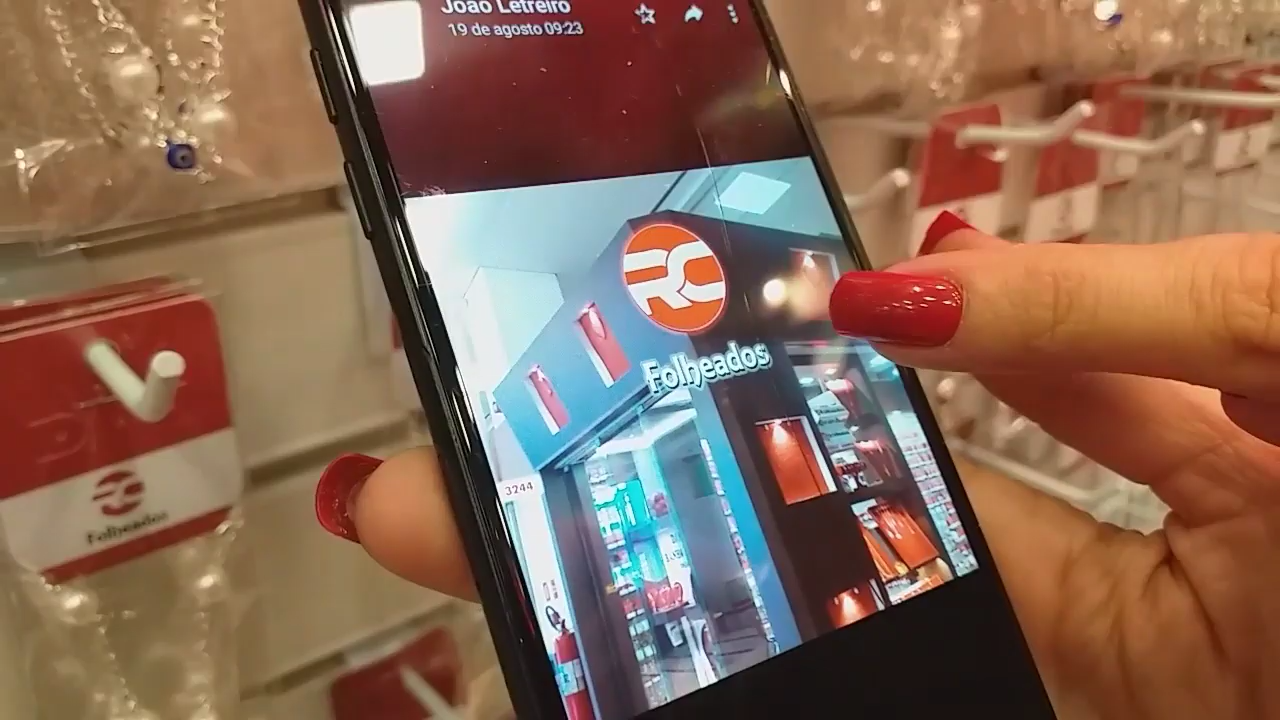 João Letreiro
19 de agosto 09:23
RC
Folheados
3244
RC
Folheados